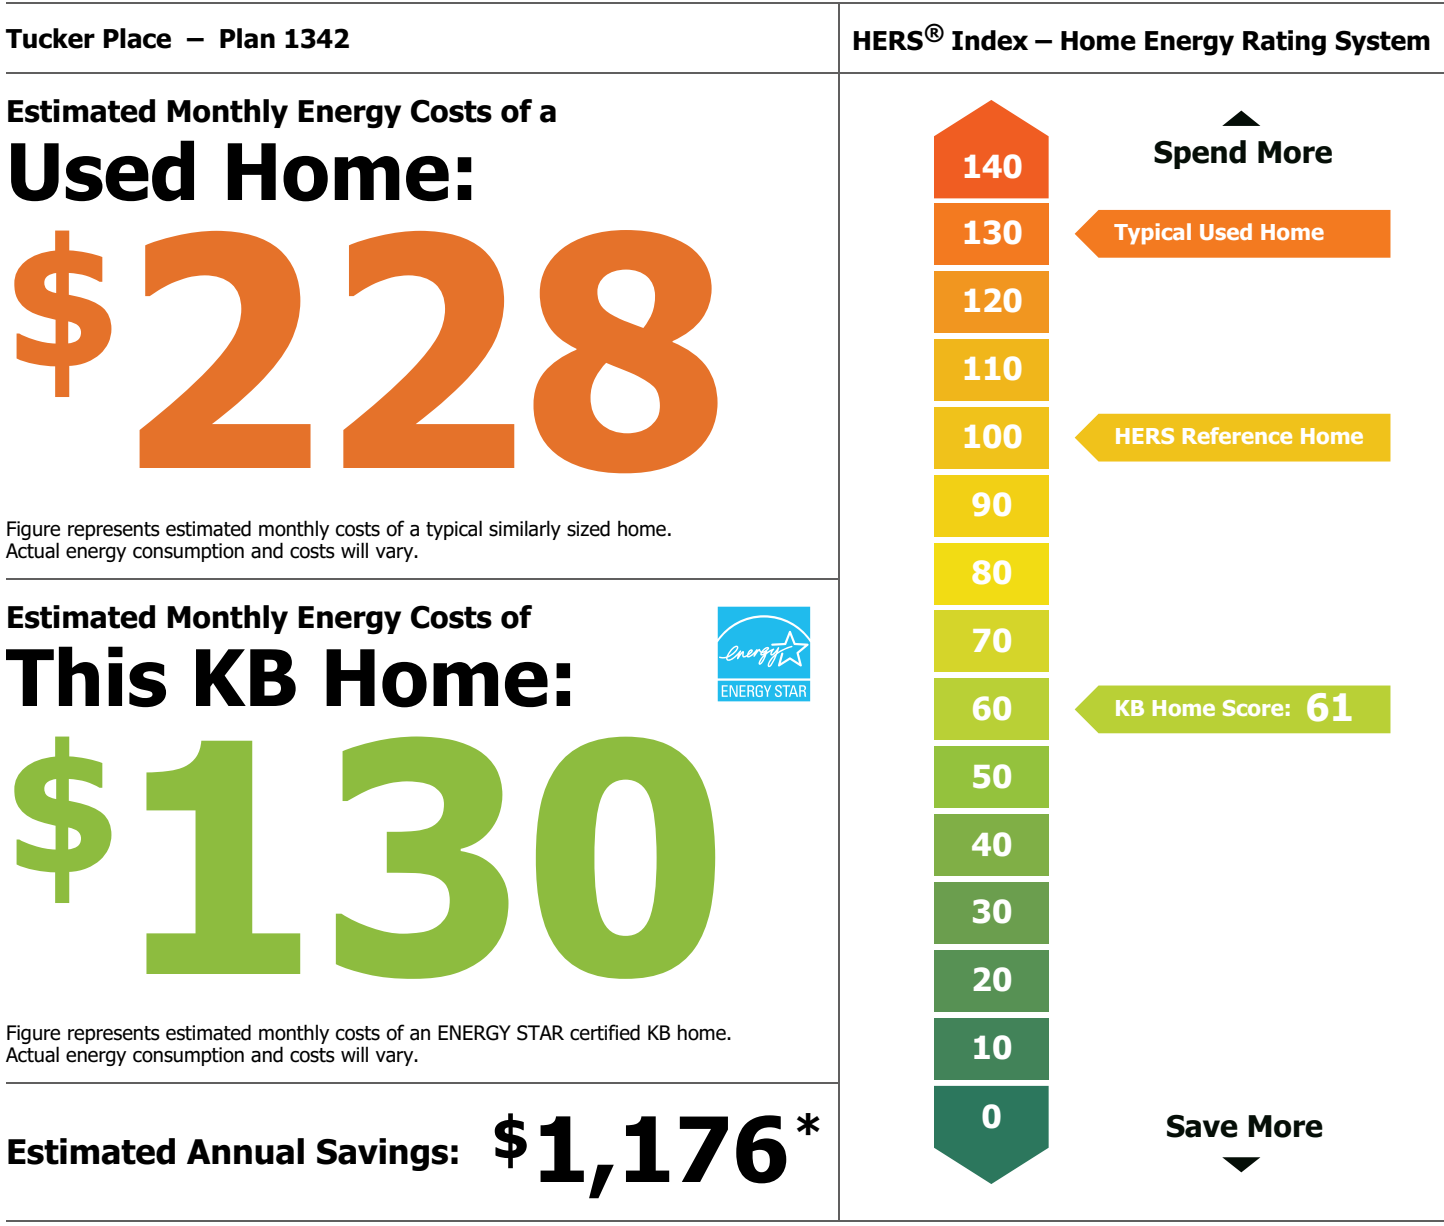 Tucker Place – Plan 1342
Estimated Monthly Energy Costs of a
Used Home:
$228
Figure represents estimated monthly costs of a typical similarly sized home.
Actual energy consumption and costs will vary.
Estimated Monthly Energy Costs of
This KB Home:
energy
ENERGY STAR
$130
Figure represents estimated monthly costs of an ENERGY STAR certified KB home.
Actual energy consumption and costs will vary.
Estimated Annual Savings: $1,176*
HERS® Index – Home Energy Rating System
Spend More
140
130 Typical Used Home
120
110
100 HERS Reference Home
90
80
70
60 KB Home Score: 61
50
40
30
20
10
0
Save More